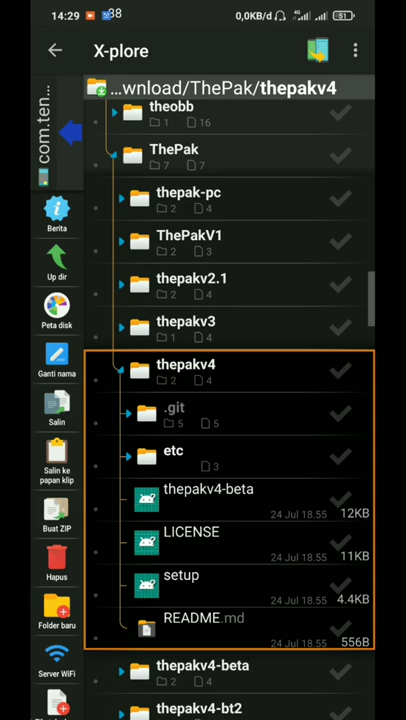 14:29
38
0,0KB/d
4G
51
X-plore
...wnload/ThePak/thepakv4
com.ten...
theobb
1 16
ThePak
7 7
thepak-pc
2 4
ThePakV1
2 3
thepakv2.1
2 4
thepakv3
1 4
thepakv4
2 4
.git
5 5
etc
3
thepakv4-beta
24 Jul 18.55 12KB
LICENSE
24 Jul 18.55 11KB
setup
24 Jul 18.55 4.4KB
README.md
24 Jul 18.55 556B
thepakv4-beta
2 4
thepakv4-bt2
Berita
Up dir
Peta disk
Ganti nama
Salin
Salin ke
papan klip
Buat ZIP
Hapus
Folder baru
Server WiFi